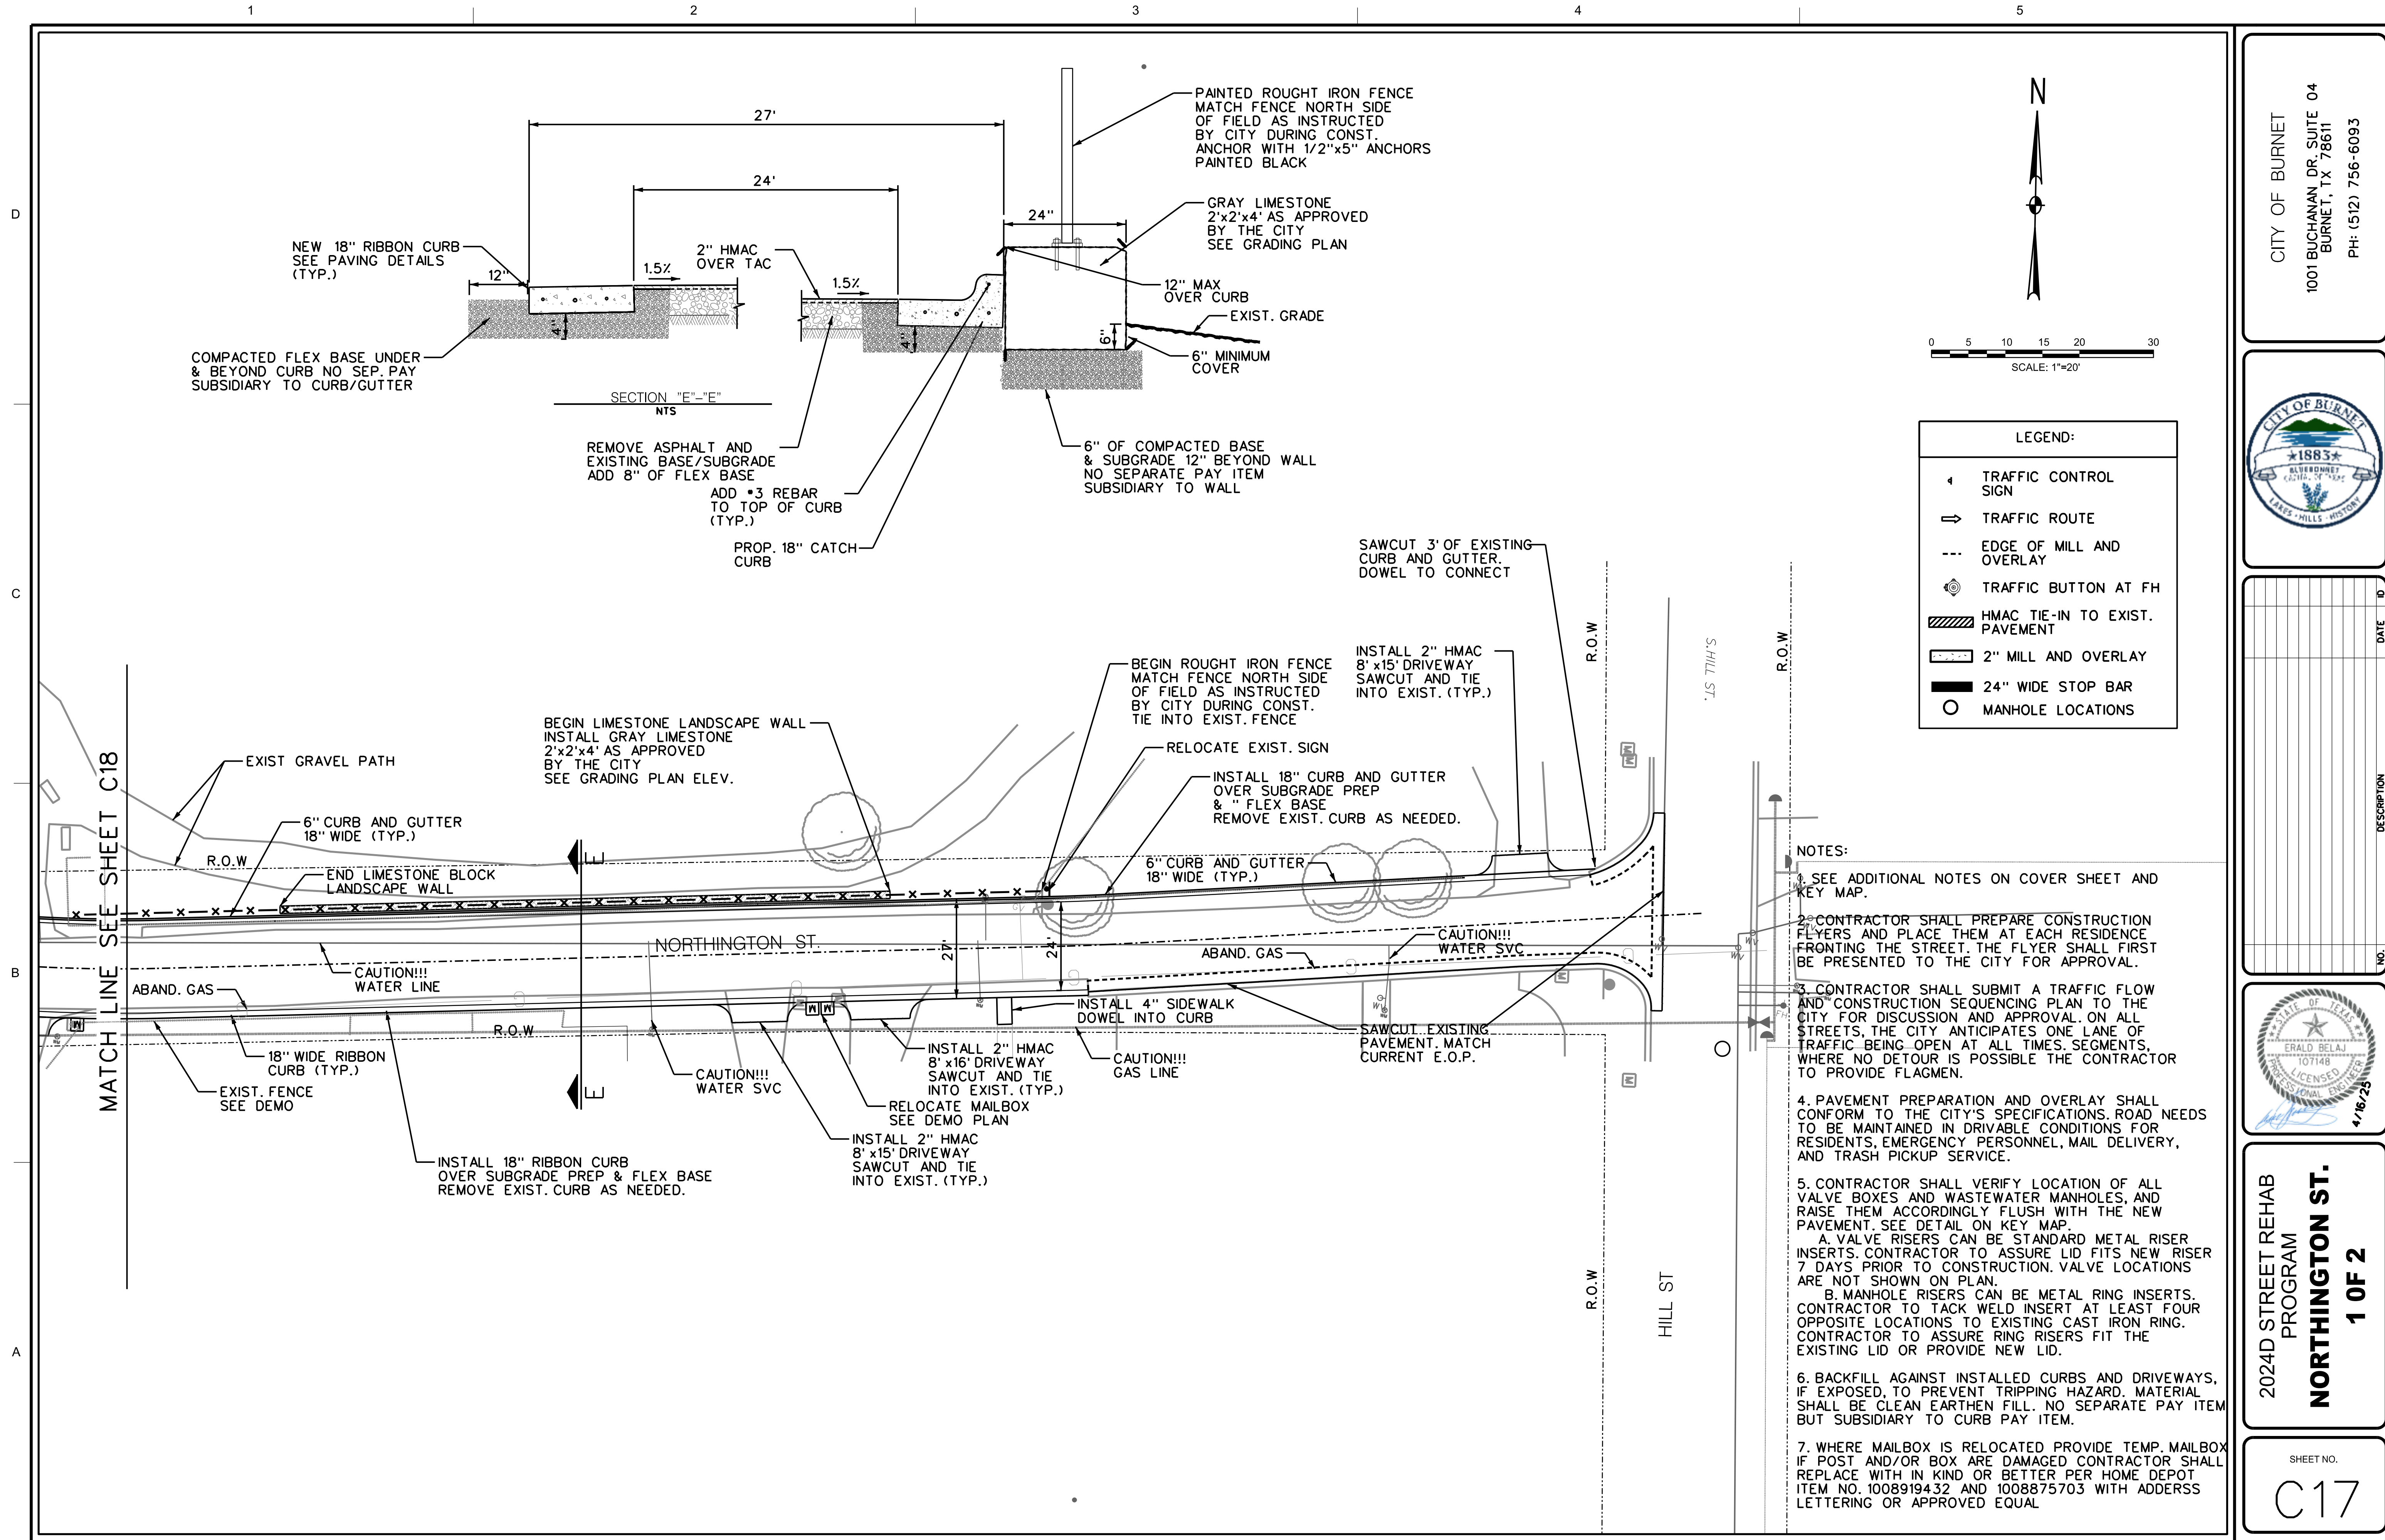 1
2
3
4
5
D
C
B
A
27'
24'
24"
NEW 18" RIBBON CURB
SEE PAVING DETAILS
(TYP.)
12"
1.5%
2" HMAC
OVER TAC
1.5%
4"
4"
6"
COMPACTED FLEX BASE UNDER
& BEYOND CURB NO SEP. PAY
SUBSIDIARY TO CURB/GUTTER
SECTION "E"-"E"
NTS
REMOVE ASPHALT AND
EXISTING BASE/SUBGRADE
ADD 8" OF FLEX BASE
ADD #3 REBAR
TO TOP OF CURB
(TYP.)
PROP. 18" CATCH
CURB
PAINTED ROUGHT IRON FENCE
MATCH FENCE NORTH SIDE
OF FIELD AS INSTRUCTED
BY CITY DURING CONST.
ANCHOR WITH 1/2"x5" ANCHORS
PAINTED BLACK
GRAY LIMESTONE
2'x2'x4' AS APPROVED
BY THE CITY
SEE GRADING PLAN
12" MAX
OVER CURB
EXIST. GRADE
6" MINIMUM
COVER
6" OF COMPACTED BASE
& SUBGRADE 12" BEYOND WALL
NO SEPARATE PAY ITEM
SUBSIDIARY TO WALL
N
0 5 10 15 20 30
SCALE: 1"=20'
LEGEND:
TRAFFIC CONTROL
SIGN
TRAFFIC ROUTE
EDGE OF MILL AND
OVERLAY
TRAFFIC BUTTON AT FH
HMAC TIE-IN TO EXIST.
PAVEMENT
2" MILL AND OVERLAY
24" WIDE STOP BAR
MANHOLE LOCATIONS
SAWCUT 3' OF EXISTING
CURB AND GUTTER.
DOWEL TO CONNECT
INSTALL 2" HMAC
8' x15' DRIVEWAY
SAWCUT AND TIE
INTO EXIST. (TYP.)
R.O.W
S.HILL ST.
R.O.W
BEGIN ROUGHT IRON FENCE
MATCH FENCE NORTH SIDE
OF FIELD AS INSTRUCTED
BY CITY DURING CONST.
TIE INTO EXIST. FENCE
RELOCATE EXIST. SIGN
INSTALL 18" CURB AND GUTTER
OVER SUBGRADE PREP
& " FLEX BASE
REMOVE EXIST. CURB AS NEEDED.
BEGIN LIMESTONE LANDSCAPE WALL
INSTALL GRAY LIMESTONE
2'x2'x4' AS APPROVED
BY THE CITY
SEE GRADING PLAN ELEV.
MATCH LINE SEE SHEET C18
EXIST GRAVEL PATH
6" CURB AND GUTTER
18" WIDE (TYP.)
R.O.W
END LIMESTONE BLOCK
LANDSCAPE WALL
E
6" CURB AND GUTTER
18" WIDE (TYP.)
NORTHINGTON ST.
27'
24'
CAUTION!!!
WATER LINE
ABAND. GAS
ABAND. GAS
CAUTION!!!
WATER SVC
R.O.W
18" WIDE RIBBON
CURB (TYP.)
EXIST. FENCE
SEE DEMO
E
INSTALL 18" RIBBON CURB
OVER SUBGRADE PREP & FLEX BASE
REMOVE EXIST. CURB AS NEEDED.
CAUTION!!!
WATER SVC
INSTALL 2" HMAC
8' x15' DRIVEWAY
SAWCUT AND TIE
INTO EXIST. (TYP.)
RELOCATE MAILBOX
SEE DEMO PLAN
INSTALL 2" HMAC
8' x16' DRIVEWAY
SAWCUT AND TIE
INTO EXIST. (TYP.)
INSTALL 4" SIDEWALK
DOWEL INTO CURB
CAUTION!!!
GAS LINE
SAWCUT EXISTING
PAVEMENT. MATCH
CURRENT E.O.P.
M
M
M
M
M
M
WV
WV
WV
R.O.W
HILL ST
NOTES:
1. SEE ADDITIONAL NOTES ON COVER SHEET AND
KEY MAP.
2. CONTRACTOR SHALL PREPARE CONSTRUCTION
FLYERS AND PLACE THEM AT EACH RESIDENCE
FRONTING THE STREET. THE FLYER SHALL FIRST
BE PRESENTED TO THE CITY FOR APPROVAL.
3. CONTRACTOR SHALL SUBMIT A TRAFFIC FLOW
AND CONSTRUCTION SEQUENCING PLAN TO THE
CITY FOR DISCUSSION AND APPROVAL. ON ALL
STREETS, THE CITY ANTICIPATES ONE LANE OF
TRAFFIC BEING OPEN AT ALL TIMES. SEGMENTS,
WHERE NO DETOUR IS POSSIBLE THE CONTRACTOR
TO PROVIDE FLAGMEN.
4. PAVEMENT PREPARATION AND OVERLAY SHALL
CONFORM TO THE CITY'S SPECIFICATIONS. ROAD NEEDS
TO BE MAINTAINED IN DRIVABLE CONDITIONS FOR
RESIDENTS, EMERGENCY PERSONNEL, MAIL DELIVERY,
AND TRASH PICKUP SERVICE.
5. CONTRACTOR SHALL VERIFY LOCATION OF ALL
VALVE BOXES AND WASTEWATER MANHOLES, AND
RAISE THEM ACCORDINGLY FLUSH WITH THE NEW
PAVEMENT. SEE DETAIL ON KEY MAP.
A. VALVE RISERS CAN BE STANDARD METAL RISER
INSERTS. CONTRACTOR TO ASSURE LID FITS NEW RISER
7 DAYS PRIOR TO CONSTRUCTION. VALVE LOCATIONS
ARE NOT SHOWN ON PLAN.
B. MANHOLE RISERS CAN BE METAL RING INSERTS.
CONTRACTOR TO TACK WELD INSERT AT LEAST FOUR
OPPOSITE LOCATIONS TO EXISTING CAST IRON RING.
CONTRACTOR TO ASSURE RING RISERS FIT THE
EXISTING LID OR PROVIDE NEW LID.
6. BACKFILL AGAINST INSTALLED CURBS AND DRIVEWAYS,
IF EXPOSED, TO PREVENT TRIPPING HAZARD. MATERIAL
SHALL BE CLEAN EARTHEN FILL. NO SEPARATE PAY ITEM
BUT SUBSIDIARY TO CURB PAY ITEM.
7. WHERE MAILBOX IS RELOCATED PROVIDE TEMP. MAILBOX
IF POST AND/OR BOX ARE DAMAGED CONTRACTOR SHALL
REPLACE WITH IN KIND OR BETTER PER HOME DEPOT
ITEM NO. 1008919432 AND 1008875703 WITH ADDERSS
LETTERING OR APPROVED EQUAL
CITY OF BURNET
1001 BUCHANAN DR. SUITE 04
BURNET, TX 78611
PH: (512) 756-6093
CITY OF BURNET
★1883★
BLUEBONNET
CAPITAL OF TEXAS
LAKES - HILLS - HISTORY
NO.
DESCRIPTION
DATE
ID
STATE OF TEXAS
ERALD BELAJ
107148
LICENSED
PROFESSIONAL ENGINEER
4/16/25
2024D STREET REHAB
PROGRAM
NORTHINGTON ST.
1 OF 2
SHEET NO.
C17